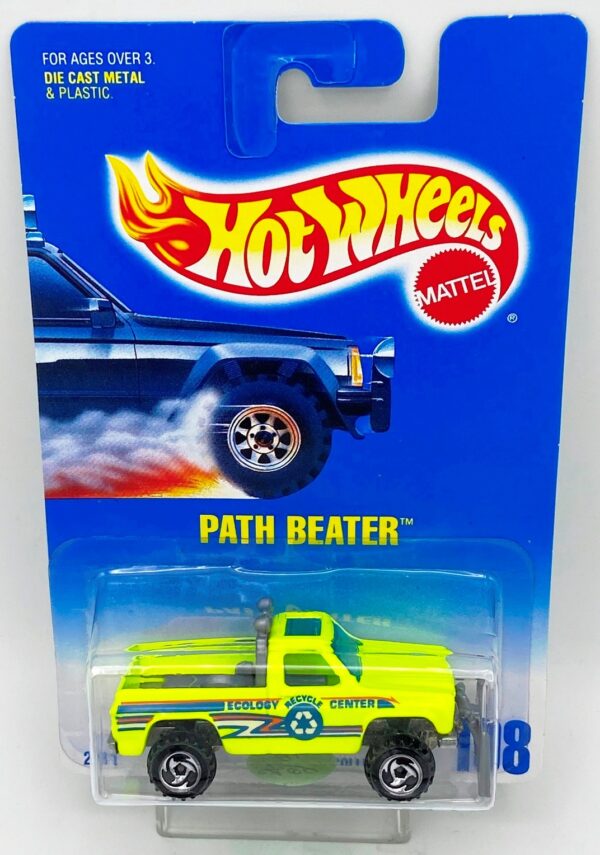 FOR AGES OVER 3.
DIE CAST METAL
& PLASTIC.
HOT WHEELS
MATTEL
®
PATH BEATER™
ECOLOGY RECYCLE CENTER